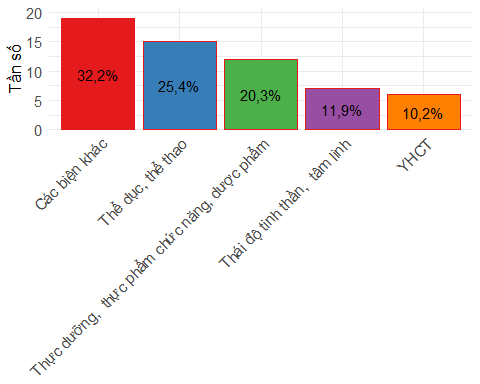 Tần số
20
15
10
5
0
32,2%
25,4%
20,3%
11,9%
10,2%
Các biện khác
Thể dục, thể thao
Thực dưỡng, thực phẩm chức năng, dược phẩm
Thái độ tinh thần, tâm linh
YHCT